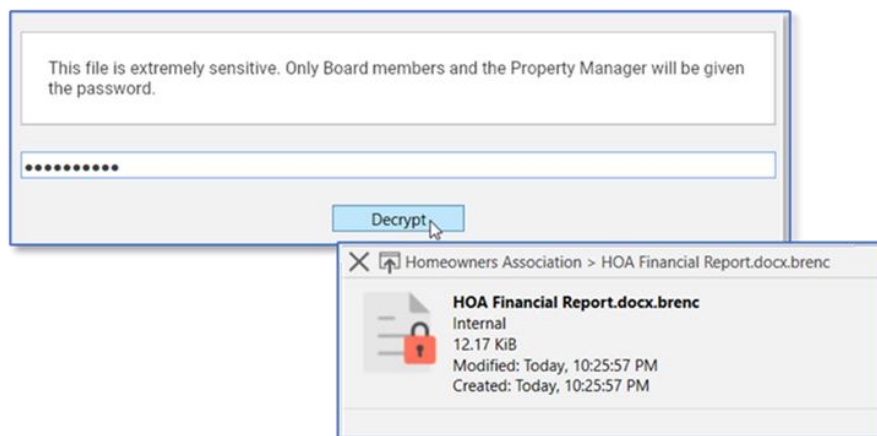 This file is extremely sensitive. Only Board members and the Property Manager will be given
the password.
••••••••••
Decrypt
Homeowners Association > HOA Financial Report.docx.brenc
HOA Financial Report.docx.brenc
Internal
12.17 KiB
Modified: Today, 10:25:57 PM
Created: Today, 10:25:57 PM